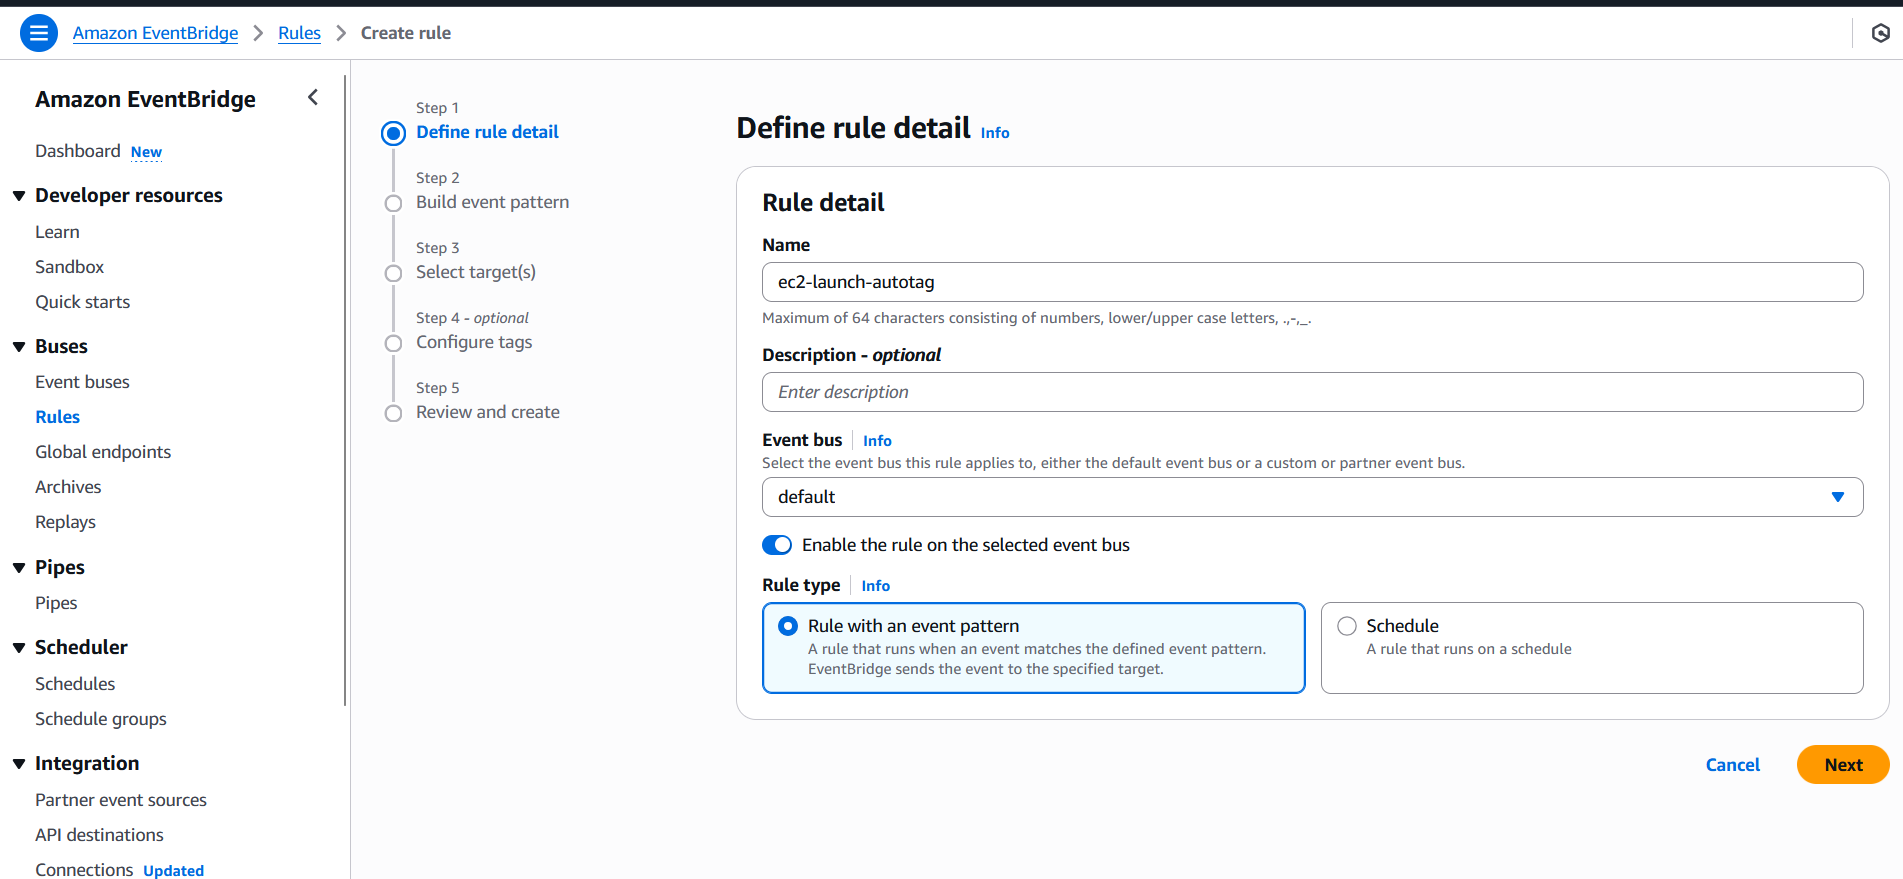 Amazon EventBridge > Rules > Create rule
Amazon EventBridge
Dashboard New
Developer resources
Learn
Sandbox
Quick starts
Buses
Event buses
Rules
Global endpoints
Archives
Replays
Pipes
Pipes
Scheduler
Schedules
Schedule groups
Integration
Partner event sources
API destinations
Connections Updated
Step 1
Define rule detail
Step 2
Build event pattern
Step 3
Select target(s)
Step 4 - optional
Configure tags
Step 5
Review and create
Define rule detail Info
Rule detail
Name
ec2-launch-autotag
Maximum of 64 characters consisting of numbers, lower/upper case letters, .,-,_.
Description - optional
Enter description
Event bus Info
Select the event bus this rule applies to, either the default event bus or a custom or partner event bus.
default
Enable the rule on the selected event bus
Rule type Info
Rule with an event pattern
A rule that runs when an event matches the defined event pattern.
EventBridge sends the event to the specified target.
Schedule
A rule that runs on a schedule
Cancel Next